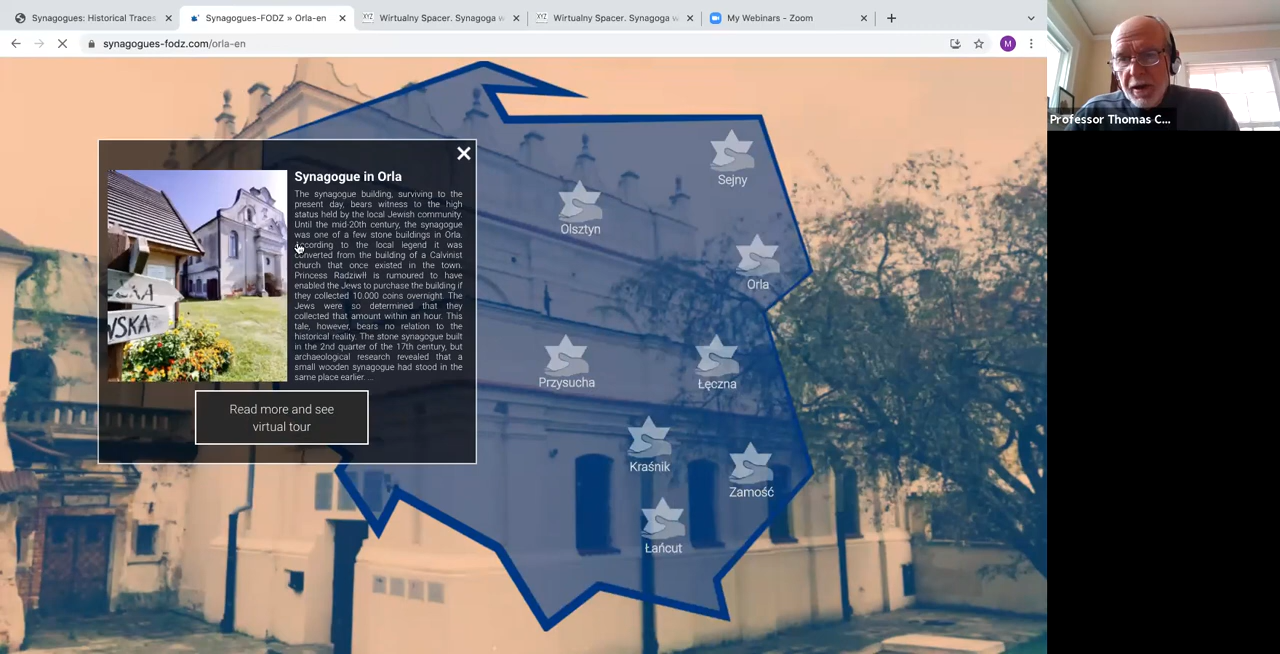 Synagogues: Historical Traces
Synagogues-FODZ » Orla-en
XYZ
Wirtualny Spacer. Synagoga w
XYZ
Wirtualny Spacer. Synagoga w
My Webinars - Zoom
synagogues-fodz.com/orla-en
M
Professor Thomas C...
Synagogue in Orla
The synagogue building, surviving to the
present day, bears witness to the high
status held by the local Jewish community.
Until the mid-20th century, the synagogue
was one of a few stone buildings in Orla.
According to the local legend it was
converted from the building of a Calvinist
church that once existed in the town.
Princess Radziwłł is rumoured to have
enabled the Jews to purchase the building if
they collected 10.000 coins overnight. The
Jews were so determined that they
collected that amount within an hour. This
tale, however, bears no relation to the
historical reality. The stone synagogue built
in the 2nd quarter of the 17th century, but
archaeological research revealed that a
small wooden synagogue had stood in the
same place earlier. ...
WSKA
Read more and see
virtual tour
Sejny
Olsztyn
Orla
Przysucha
Łęczna
Kraśnik
Zamość
Łańcut